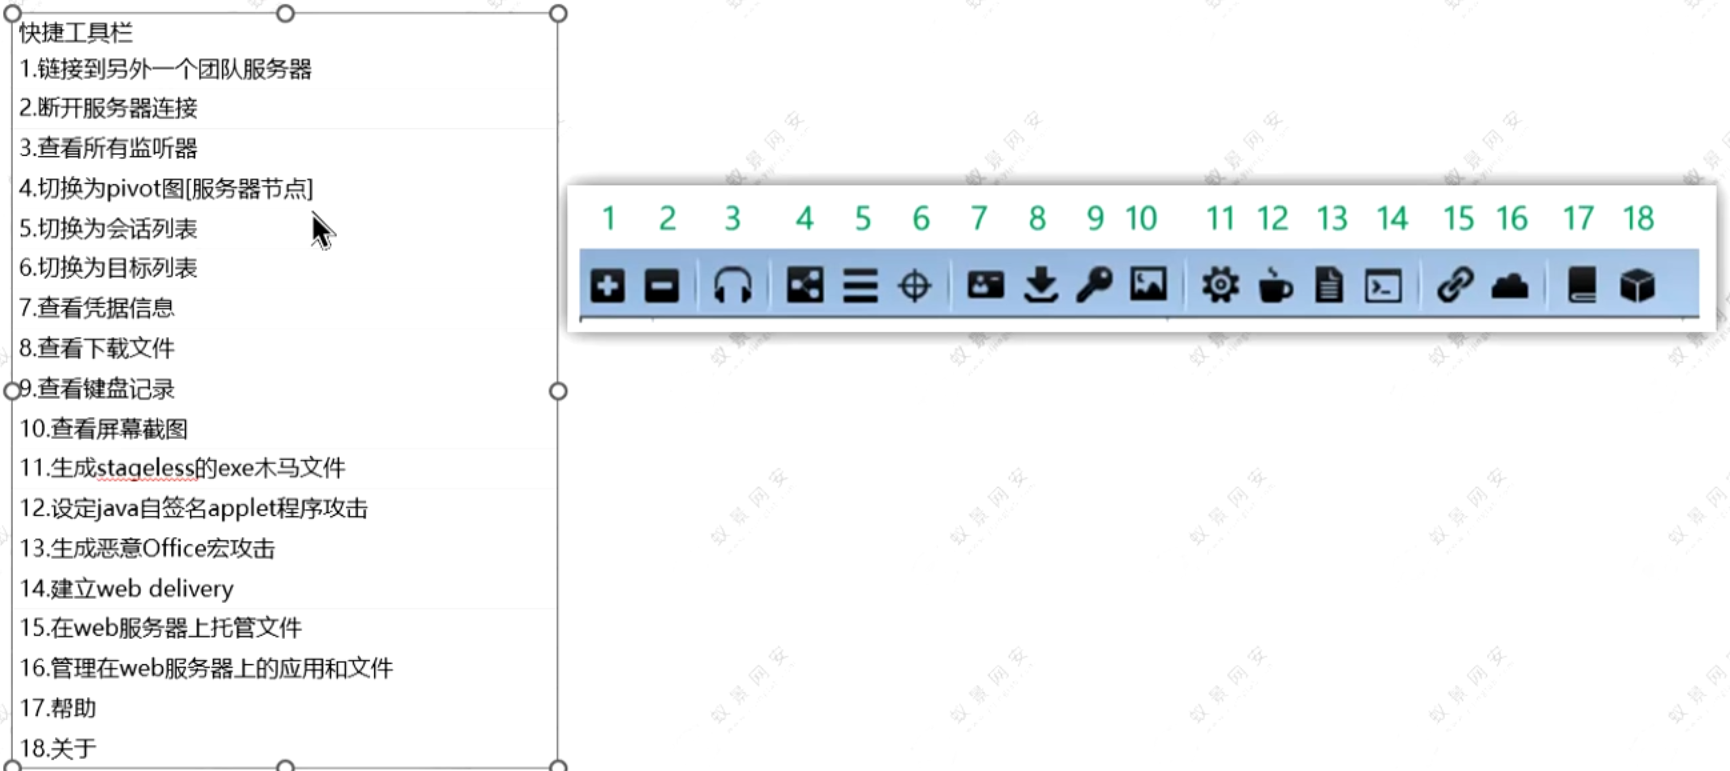 快捷工具栏
1.链接到另外一个团队服务器
2.断开服务器连接
3.查看所有监听器
4.切换为pivot图[服务器节点]
5.切换为会话列表
6.切换为目标列表
7.查看凭据信息
8.查看下载文件
9.查看键盘记录
10.查看屏幕截图
11.生成stageless的exe木马文件
12.设定java自签名applet程序攻击
13.生成恶意Office宏攻击
14.建立web delivery
15.在web服务器上托管文件
16.管理在web服务器上的应用和文件
17.帮助
18.关于
1 2 3 4 5 6 7 8 9 10 11 12 13 14 15 16 17 18
蚁景网安